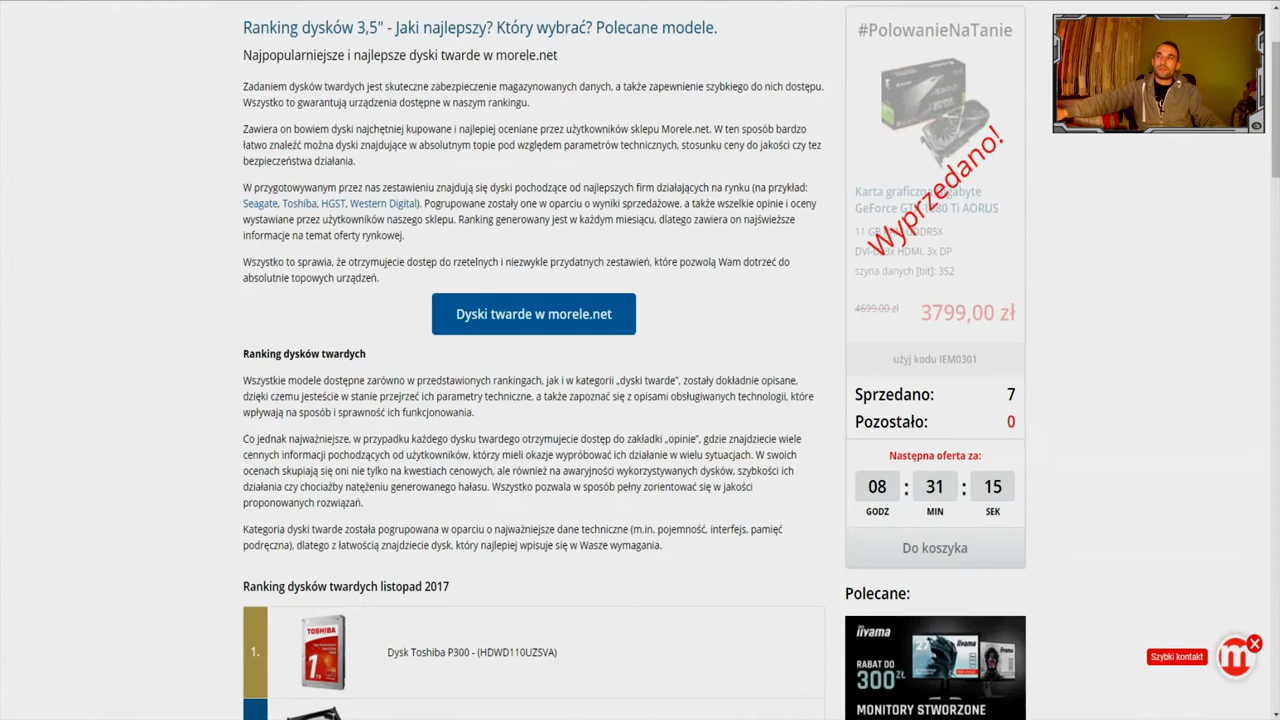 Ranking dysków 3,5" - Jaki najlepszy? Który wybrać? Polecane modele.
Najpopularniejsze i najlepsze dyski twarde w morele.net
Zadaniem dysków twardych jest skuteczne zabezpieczenie magazynowanych danych, a także zapewnienie szybkiego do nich dostępu.
Wszystko to gwarantują urządzenia dostępne w naszym rankingu.
Zawiera on bowiem dyski najchętniej kupowane i najlepiej oceniane przez użytkowników sklepu Morele.net. W ten sposób bardzo
łatwo znaleźć można dyski znajdujące w absolutnym topie pod względem parametrów technicznych, stosunku ceny do jakości czy tez
bezpieczeństwa działania.
W przygotowywanym przez nas zestawieniu znajdują się dyski pochodzące od najlepszych firm działających na rynku (na przykład:
Seagate, Toshiba, HGST, Western Digital). Pogrupowane zostały one w oparciu o wyniki sprzedażowe, a także wszelkie opinie i oceny
wystawiane przez użytkowników naszego sklepu. Ranking generowany jest w każdym miesiącu, dlatego zawiera on najświeższe
informacje na temat oferty rynkowej.
Wszystko to sprawia, że otrzymujecie dostęp do rzetelnych i niezwykle przydatnych zestawień, które pozwolą Wam dotrzeć do
absolutnie topowych urządzeń.
Dyski twarde w morele.net
Ranking dysków twardych
Wszystkie modele dostępne zarówno w przedstawionych rankingach, jak i w kategorii „dyski twarde”, zostały dokładnie opisane,
dzięki czemu jesteście w stanie przejrzeć ich parametry techniczne, a także zapoznać się z opisami obsługiwanych technologii, które
wpływają na sposób i sprawność ich funkcjonowania.
Co jednak najważniejsze, w przypadku każdego dysku twardego otrzymujecie dostęp do zakładki „opinie”, gdzie znajdziecie wiele
cennych informacji pochodzących od użytkowników, którzy mieli okazje wypróbować ich działanie w wielu sytuacjach. W swoich
ocenach skupiają się oni nie tylko na kwestiach cenowych, ale również na awaryjności wykorzystywanych dysków, szybkości ich
działania czy chociażby natężeniu generowanego hałasu. Wszystko pozwala w sposób pełny zorientować się w jakości
proponowanych rozwiązań.
Kategoria dyski twarde została pogrupowana w oparciu o najważniejsze dane techniczne (m.in. pojemność, interfejs, pamięć
podręczna), dlatego z łatwością znajdziecie dysk, który najlepiej wpisuje się w Wasze wymagania.
Ranking dysków twardych listopad 2017
1.
TOSHIBA
1
Dysk Toshiba P300 - (HDWD110UZSVA)
#PolowanieNaTanie
Wyprzedano!
Karta graficzna Gigabyte
GeForce GTX 1080 Ti AORUS
11 GB GDDR5X
DVI-D, 3x HDMI, 3x DP
szyna danych [bit]: 352
4699,00 zł
3799,00 zł
użyj kodu IEM0301
Sprzedano: 7
Pozostało: 0
Następna oferta za:
08 : 31 : 15
GODZ MIN SEK
Do koszyka
Polecane:
iiyama
RABAT DO
300 ZŁ
MONITORY STWORZONE
Szybki kontakt
m